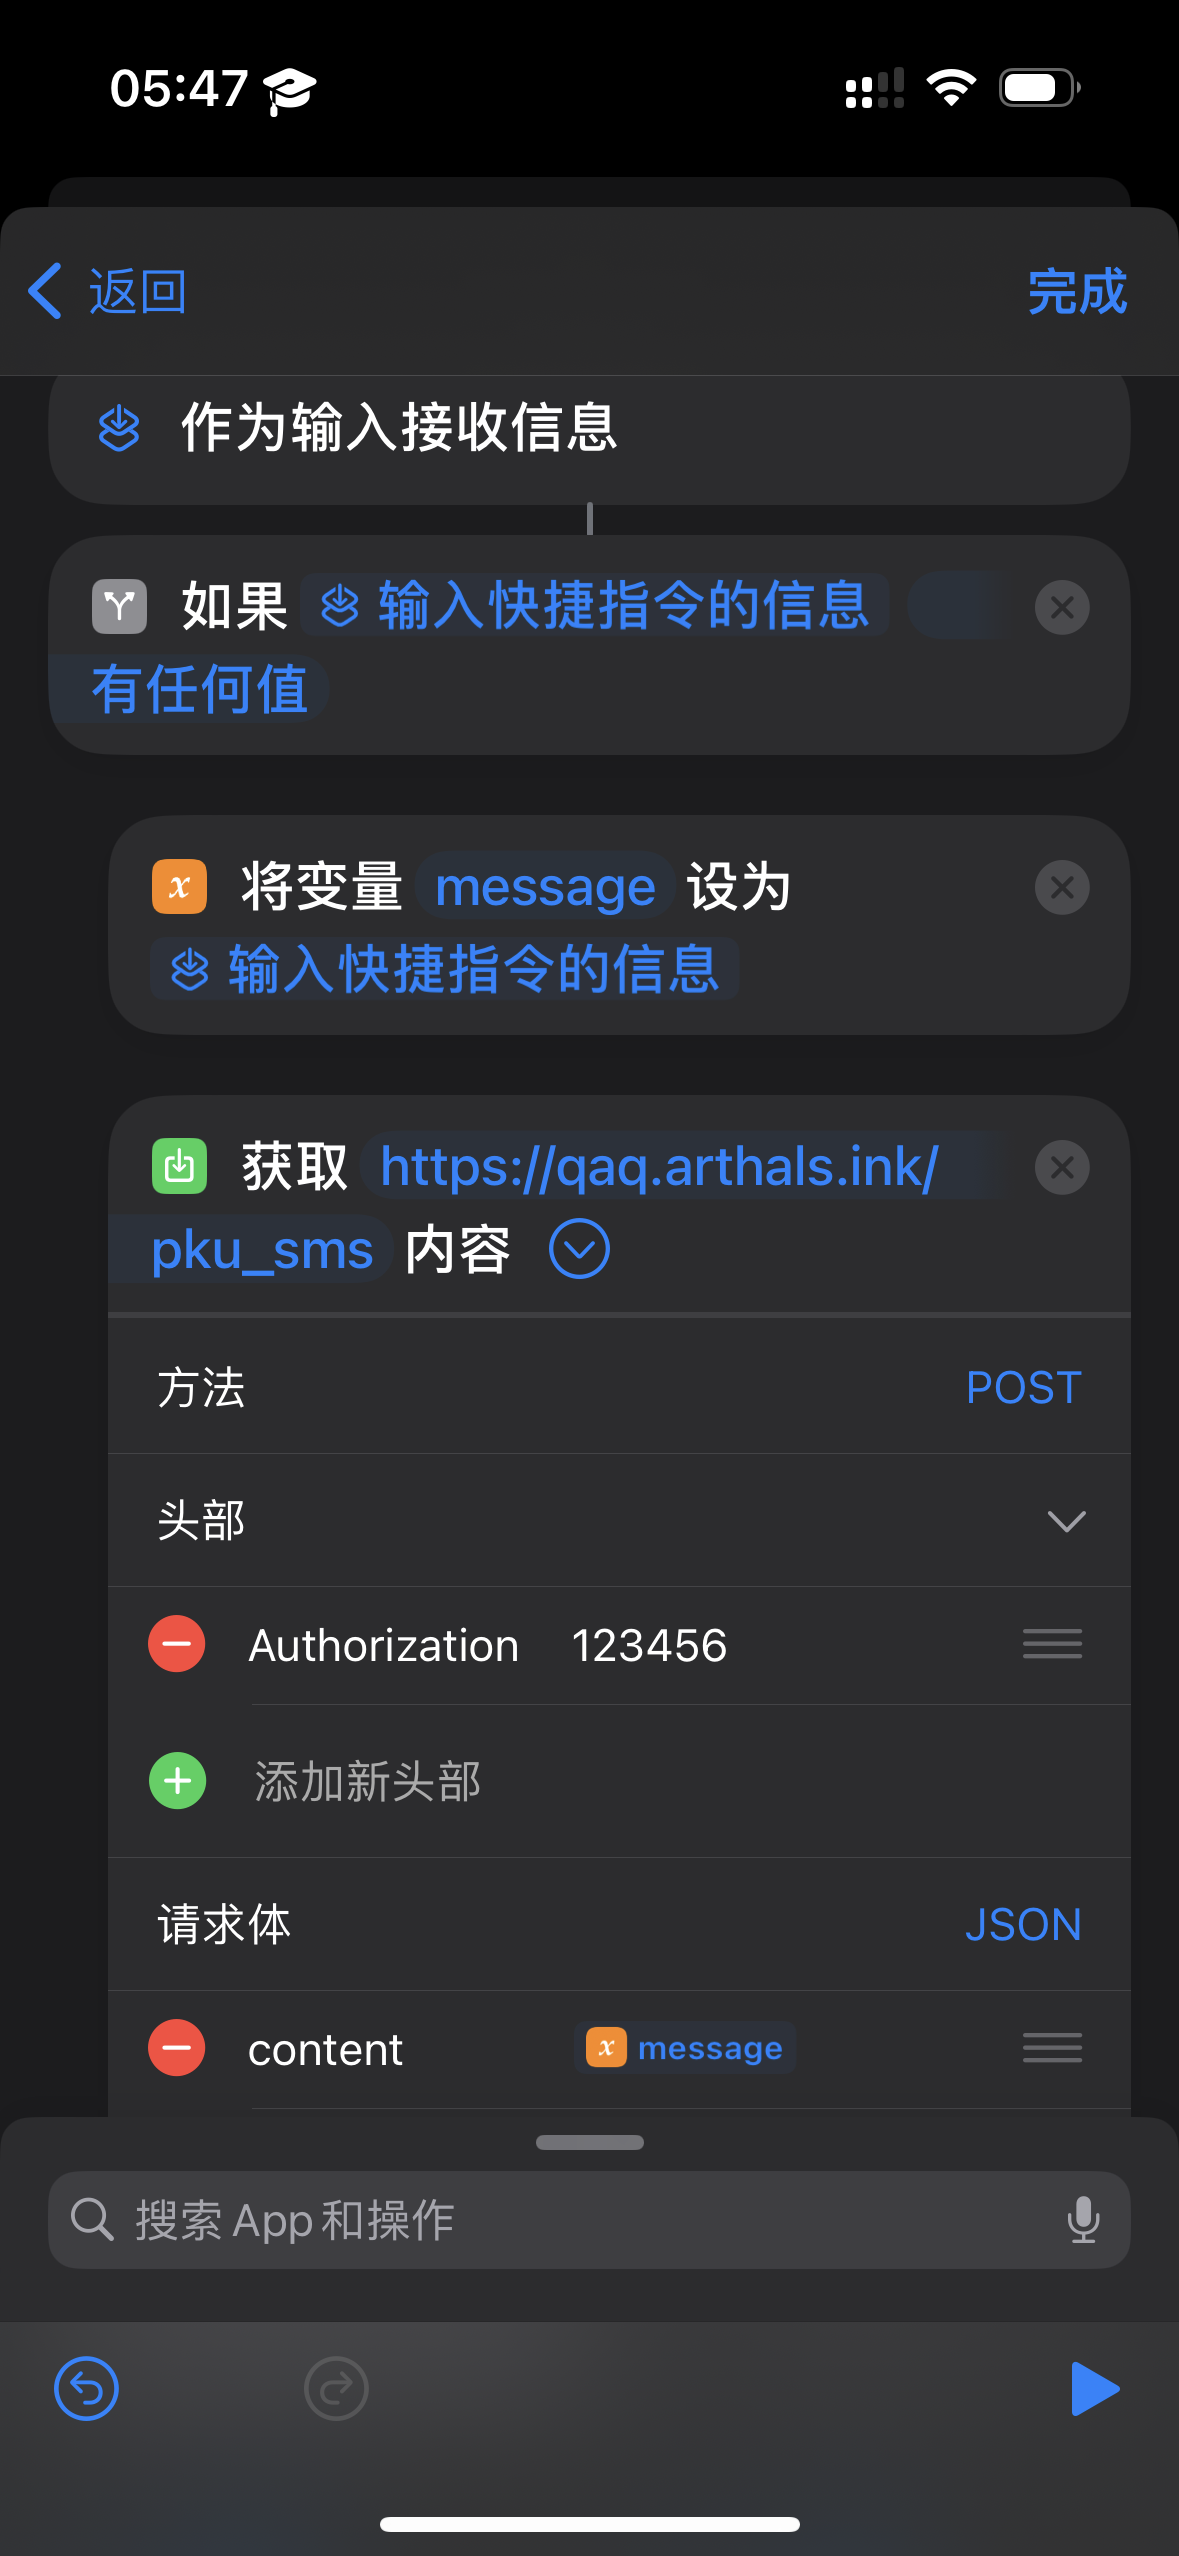 05:47
返回
完成
作为输入接收信息
如果 输入快捷指令的信息
有任何值
将变量 message 设为
输入快捷指令的信息
获取 https://qaq.arthals.ink/
pku_sms 内容
方法 POST
头部
Authorization 123456
添加新头部
请求体 JSON
content message
搜索 App 和操作